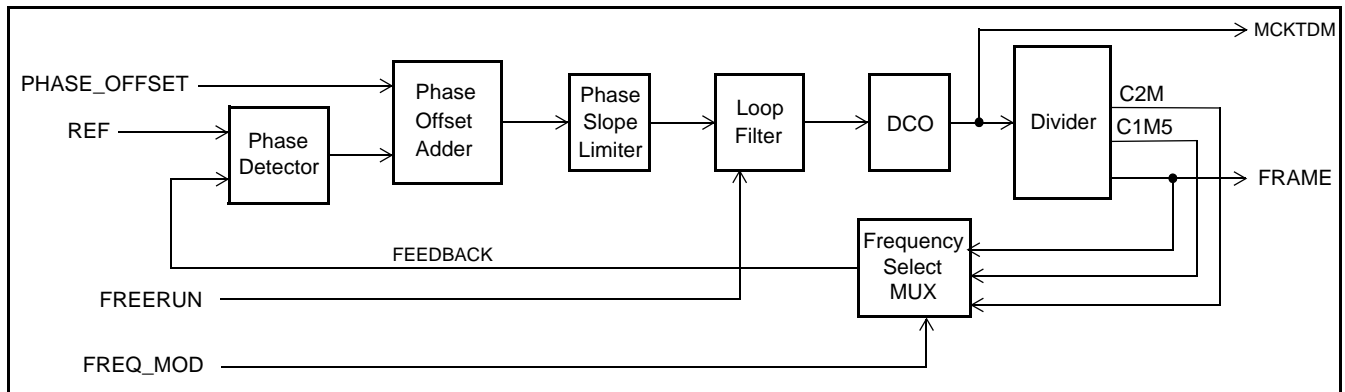 MCKTDM
PHASE_OFFSET
REF
Phase
Detector
Phase
Offset
Adder
Phase
Slope
Limiter
Loop
Filter
DCO
Divider
C2M
C1M5
FRAME
FEEDBACK
Frequency
Select
MUX
FREERUN
FREQ_MOD